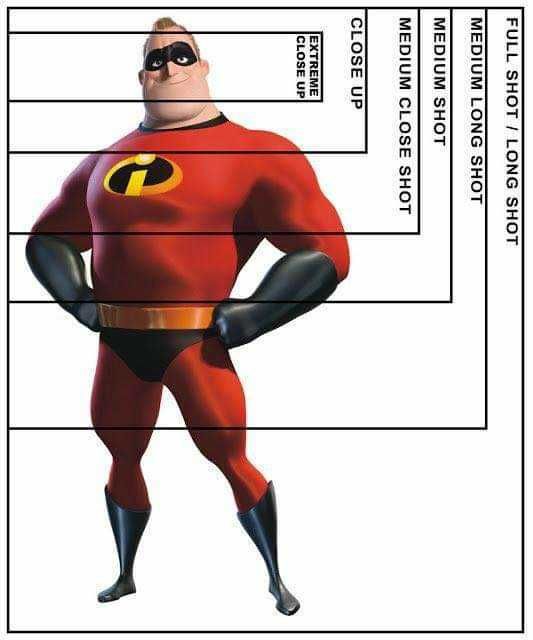 EXTREME
CLOSE UP
CLOSE UP
MEDIUM CLOSE SHOT
MEDIUM SHOT
MEDIUM LONG SHOT
FULL SHOT / LONG SHOT